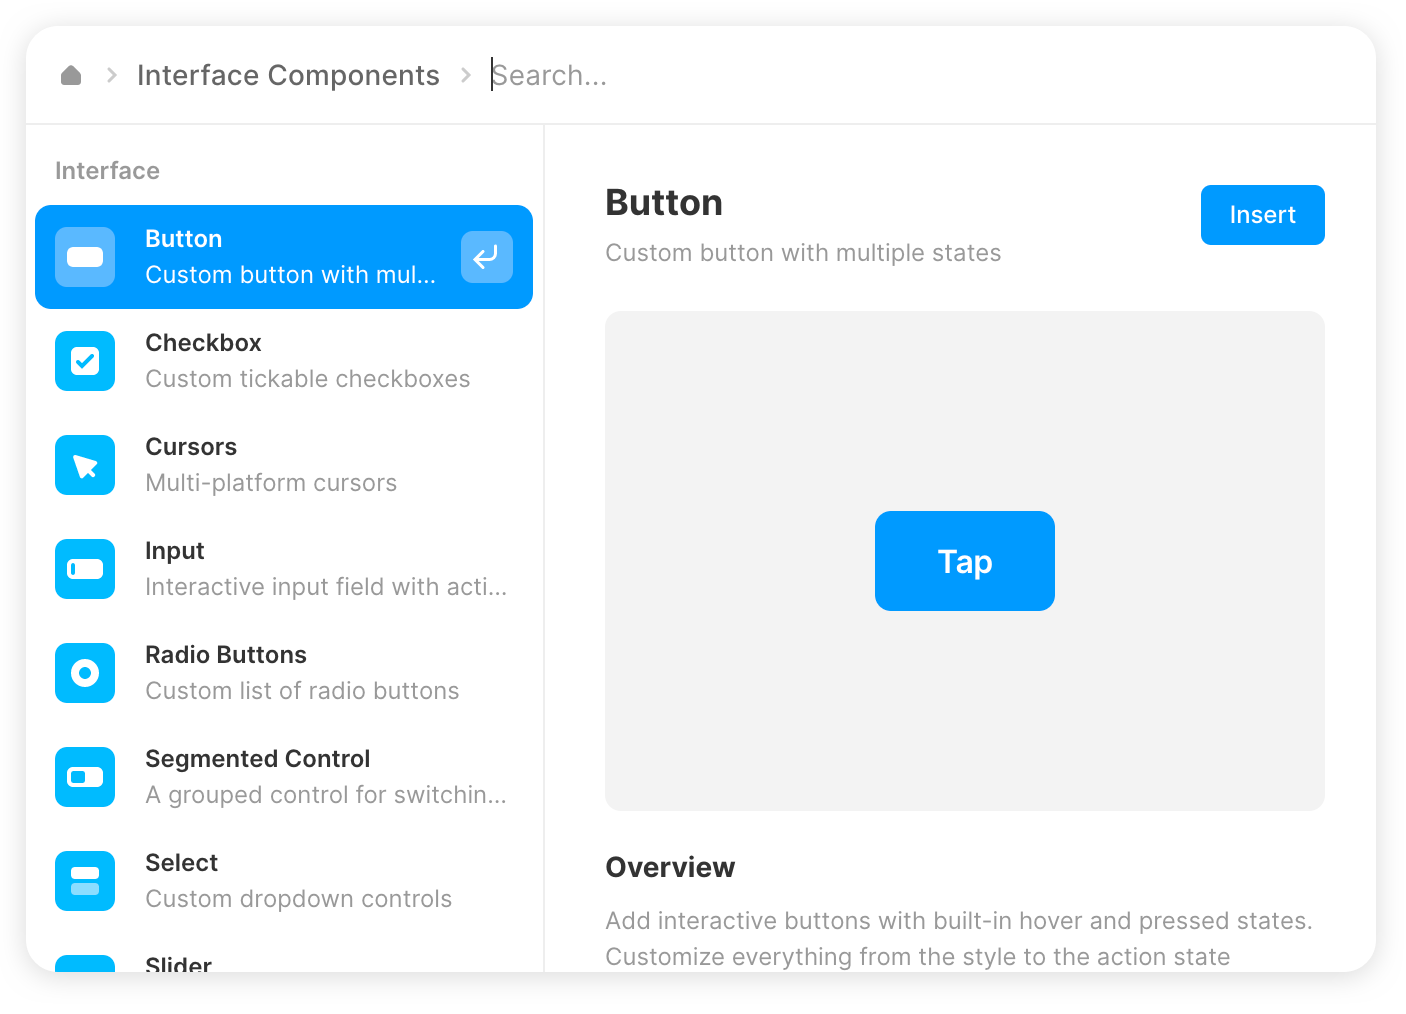 Interface Components
Search...
Interface
Button
Custom button with mul...
Checkbox
Custom tickable checkboxes
Cursors
Multi-platform cursors
Input
Interactive input field with acti...
Radio Buttons
Custom list of radio buttons
Segmented Control
A grouped control for switchin...
Select
Custom dropdown controls
Slider
Button
Insert
Custom button with multiple states
Tap
Overview
Add interactive buttons with built-in hover and pressed states.
Customize everything from the style to the action state